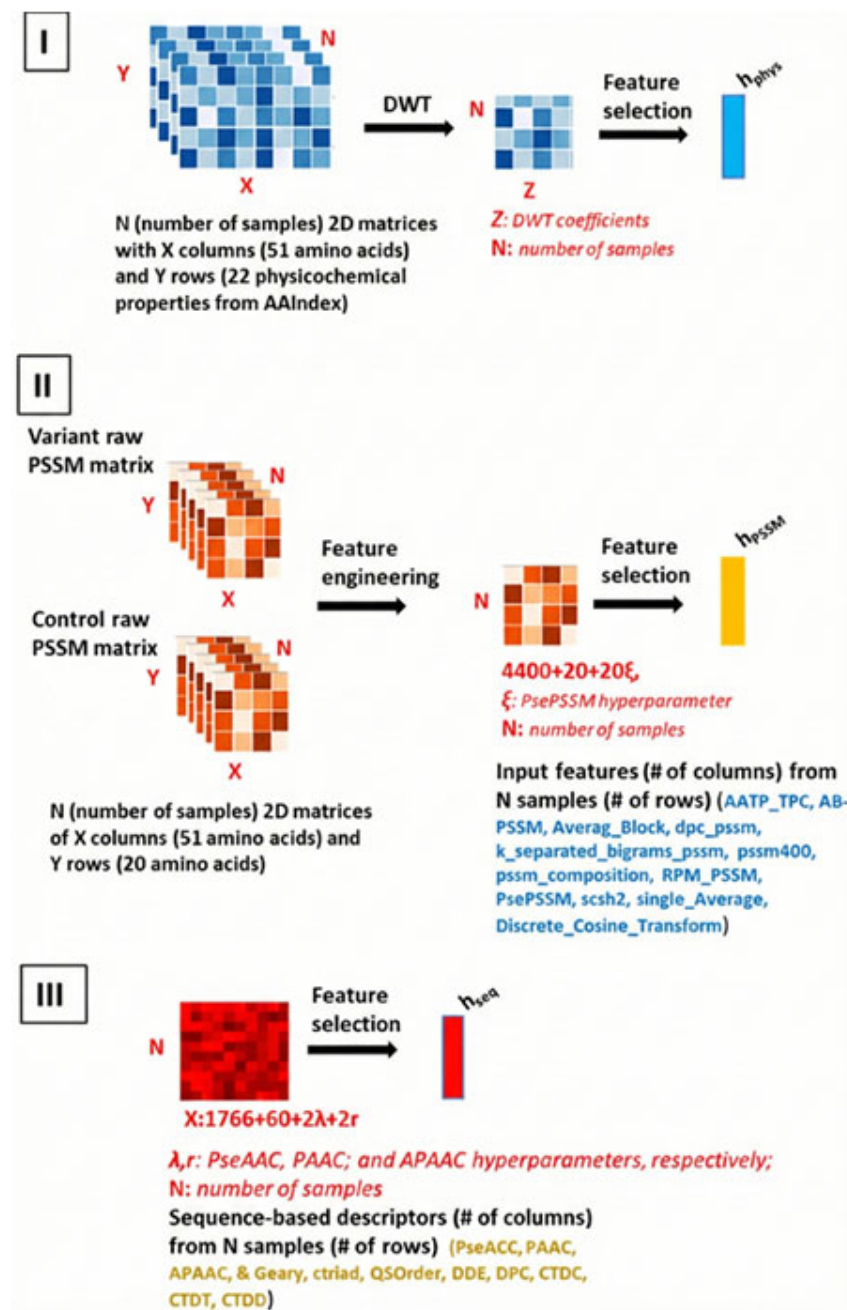 I
Y
N
X
DWT
N
Z
Feature
selection
hphys
N (number of samples) 2D matrices
with X columns (51 amino acids)
and Y rows (22 physicochemical
properties from AAIndex)
Z: DWT coefficients
N: number of samples
II
Variant raw
PSSM matrix
N
Y
X
Control raw
PSSM matrix
N
Y
X
Feature
engineering
N
Feature
selection
hPSSM
N (number of samples) 2D matrices
of X columns (51 amino acids) and
Y rows (20 amino acids)
4400+20+20ξ,
ξ: PsePSSM hyperparameter
N: number of samples
Input features (# of columns) from
N samples (# of rows) (AATP_TPC, AB-
PSSM, Averag_Block, dpc_pssm,
k_separated_bigrams_pssm, pssm400,
pssm_composition, RPM_PSSM,
PsePSSM, scsh2, single_Average,
Discrete_Cosine_Transform)
III
N
Feature
selection
hseq
X:1766+60+2λ+2r
λ,r: PseAAC, PAAC; and APAAC hyperparameters, respectively;
N: number of samples
Sequence-based descriptors (# of columns)
from N samples (# of rows) (PseACC, PAAC,
APAAC, & Geary, ctriad, QSOrder, DDE, DPC, CTDC,
CTDT, CTDD)